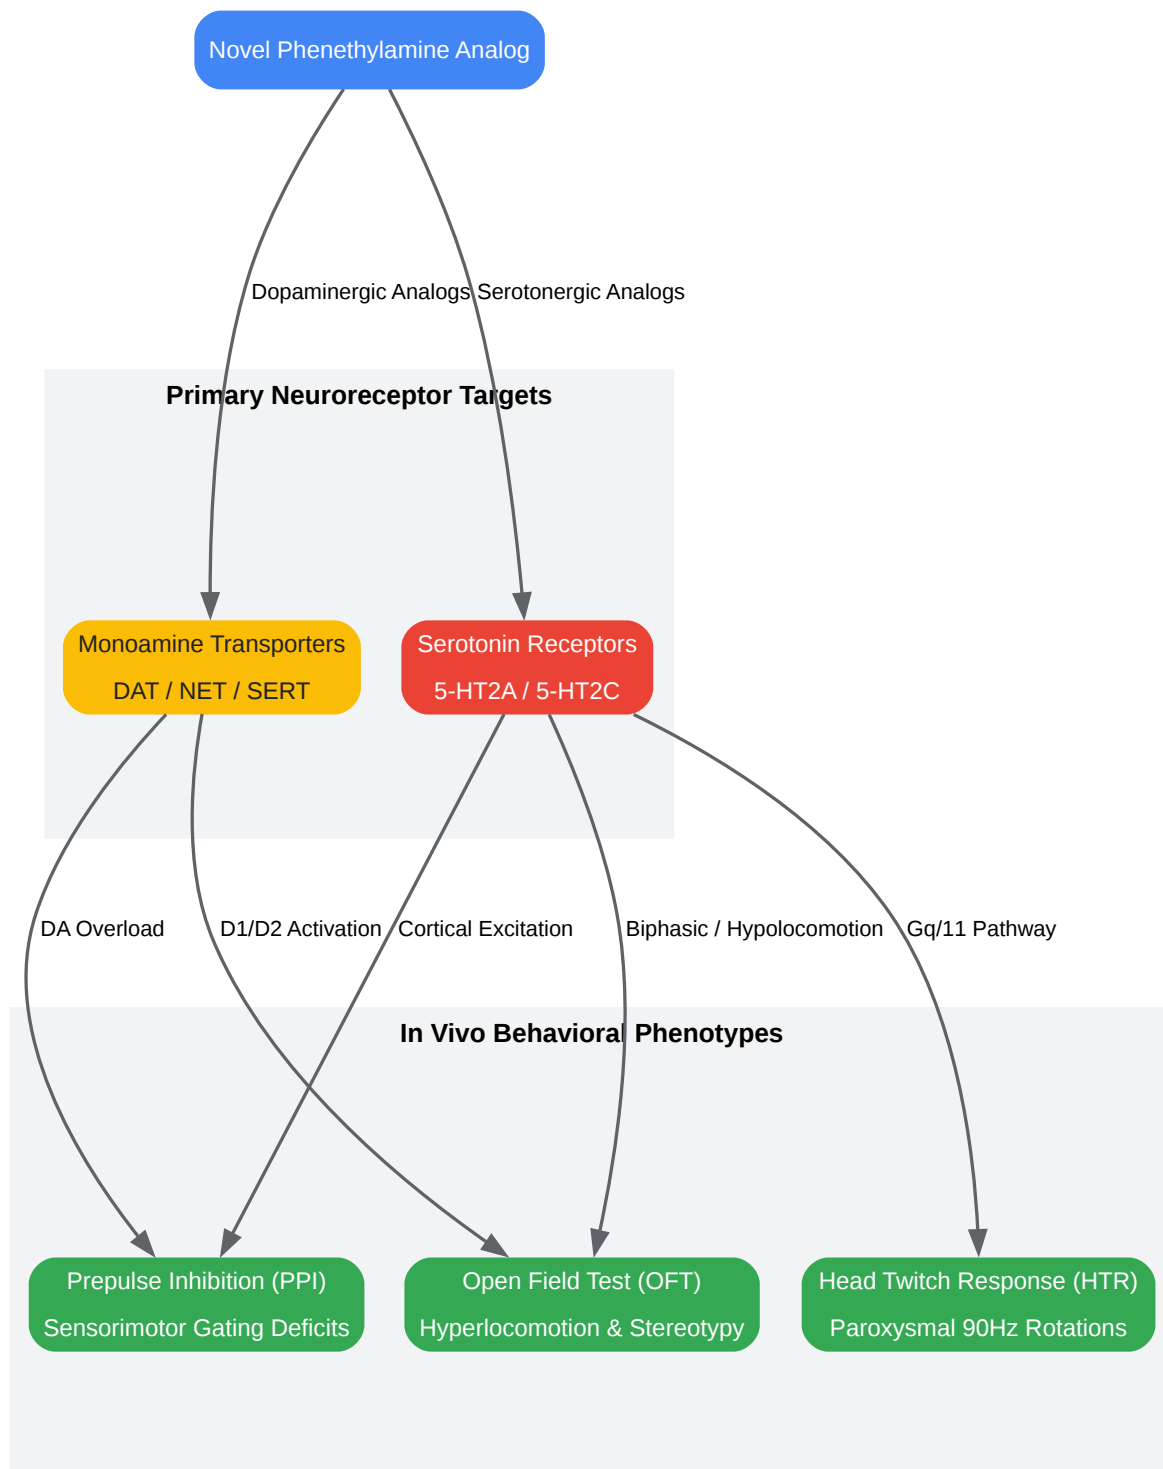 Novel Phenethylamine Analog
Dopaminergic Analogs
Serotonergic Analogs
Primary Neuroreceptor Targets
Monoamine Transporters
DAT / NET / SERT
Serotonin Receptors
5-HT2A / 5-HT2C
DA Overload
D1/D2 Activation
Cortical Excitation
Biphasic / Hypolocomotion
Gq/11 Pathway
In Vivo Behavioral Phenotypes
Prepulse Inhibition (PPI)
Sensorimotor Gating Deficits
Open Field Test (OFT)
Hyperlocomotion & Stereotypy
Head Twitch Response (HTR)
Paroxysmal 90Hz Rotations